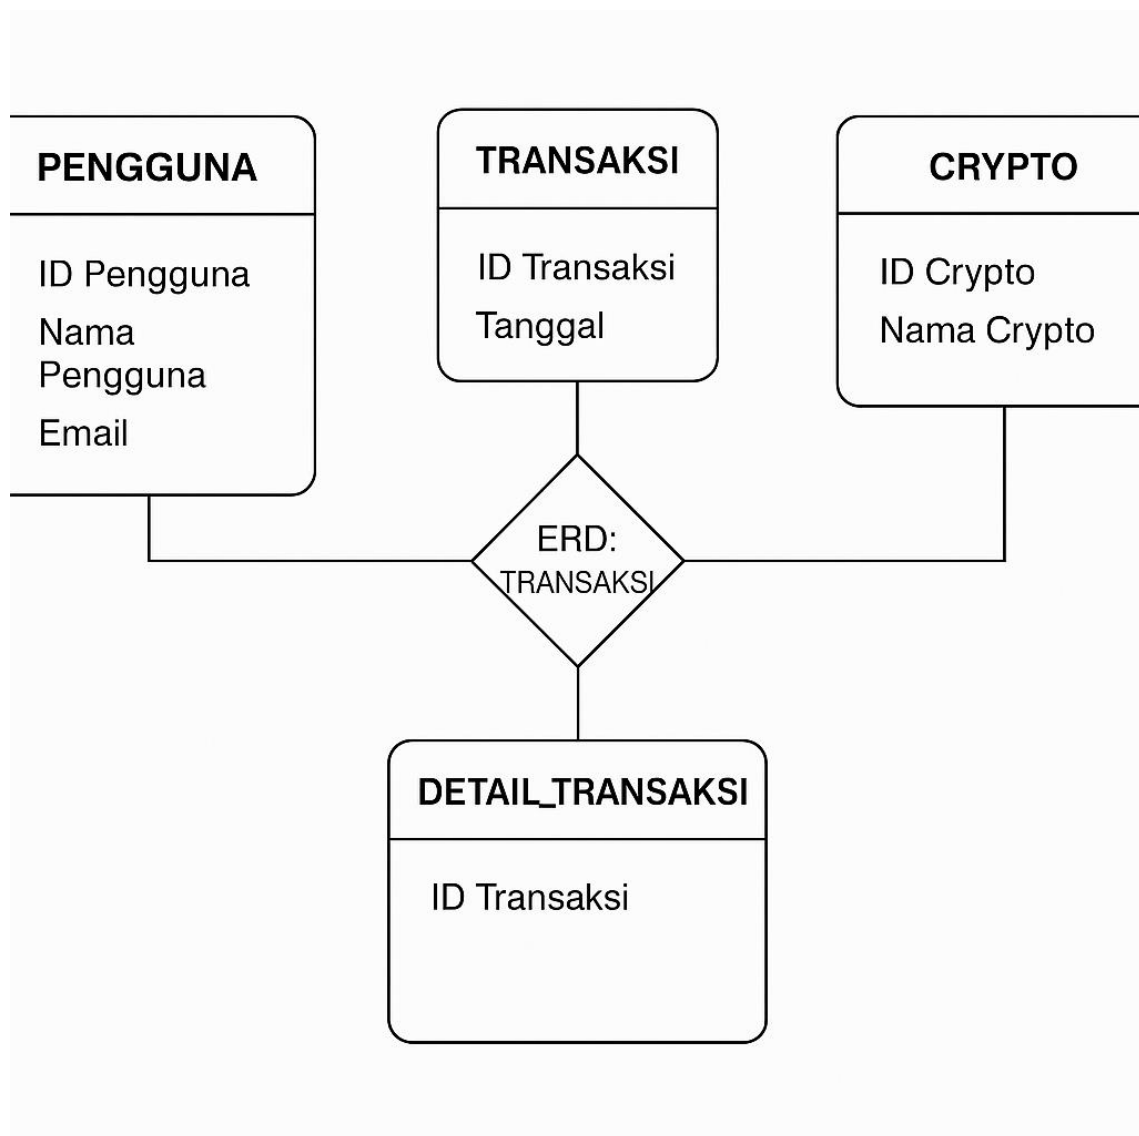 PENGGUNA
ID Pengguna
Nama
Pengguna
Email
TRANSAKSI
ID Transaksi
Tanggal
CRYPTO
ID Crypto
Nama Crypto
ERD:
TRANSAKSI
DETAIL_TRANSAKSI
ID Transaksi